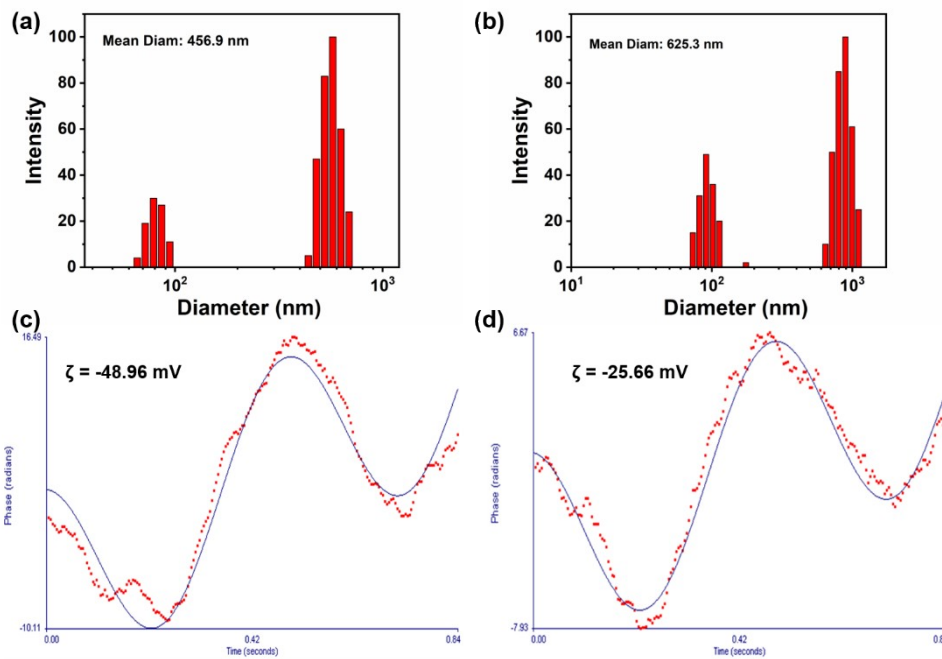 (a)
Mean Diam: 456.9 nm
Intensity
100
80
60
40
20
0
10²
10³
Diameter (nm)
(b)
Mean Diam: 625.3 nm
Intensity
100
80
60
40
20
0
10¹
10²
10³
Diameter (nm)
(c)
16.49
ζ = -48.96 mV
Phase (radians)
-10.11
0.00
0.42
0.84
Time (seconds)
(d)
6.67
ζ = -25.66 mV
Phase (radians)
-7.93
0.00
0.42
Time (seconds)